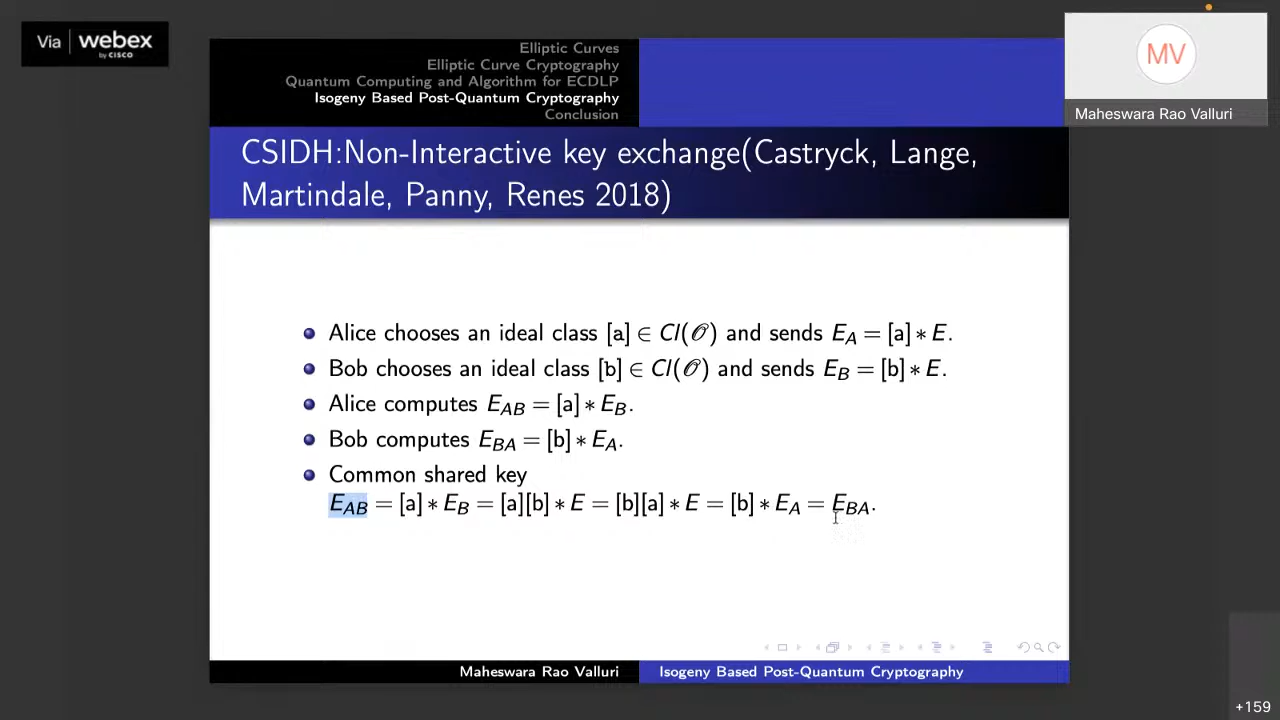 Via webex
by CISCO
MV
Maheswara Rao Valluri
Elliptic Curves
Elliptic Curve Cryptography
Quantum Computing and Algorithm for ECDLP
Isogeny Based Post-Quantum Cryptography
Conclusion
CSIDH:Non-Interactive key exchange(Castryck, Lange,
Martindale, Panny, Renes 2018)
Alice chooses an ideal class [a] ∈ Cl(𝒪) and sends E_A = [a] ∗ E.
Bob chooses an ideal class [b] ∈ Cl(𝒪) and sends E_B = [b] ∗ E.
Alice computes E_AB = [a] ∗ E_B.
Bob computes E_BA = [b] ∗ E_A.
Common shared key
E_AB = [a] ∗ E_B = [a][b] ∗ E = [b][a] ∗ E = [b] ∗ E_A = E_BA.
Maheswara Rao Valluri Isogeny Based Post-Quantum Cryptography
+159